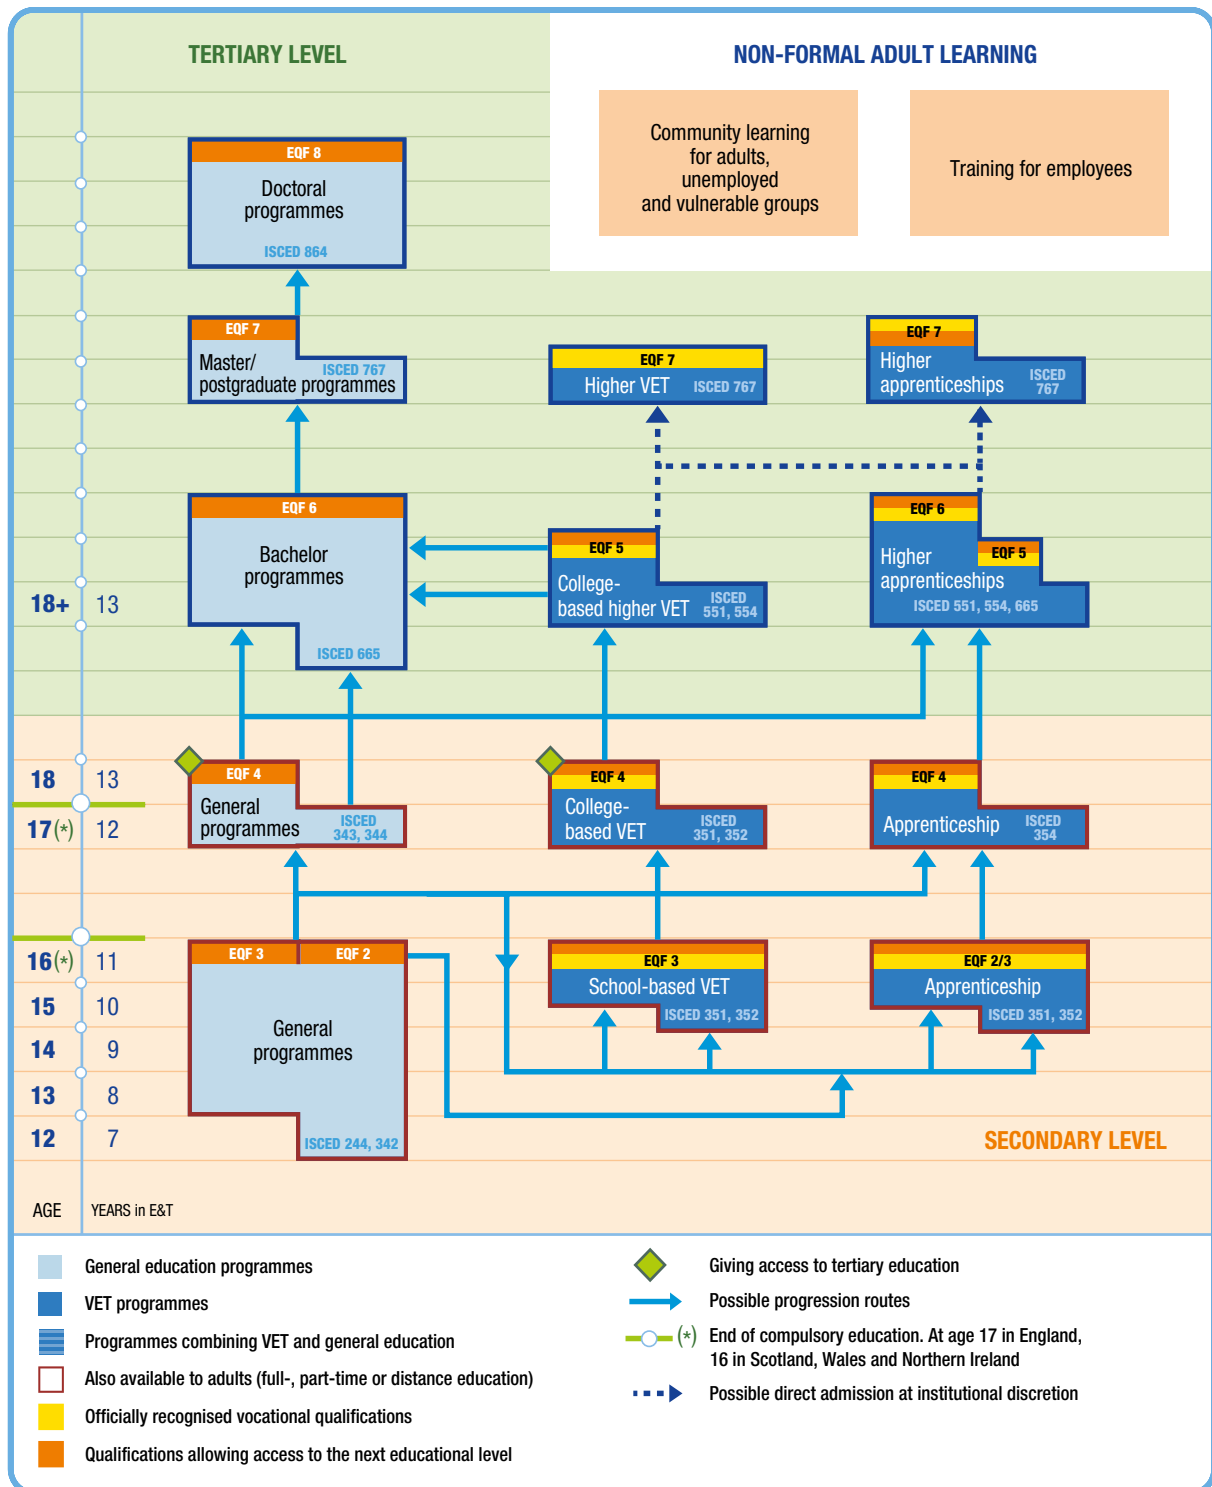 TERTIARY LEVEL
NON-FORMAL ADULT LEARNING
Community learning
for adults,
unemployed
and vulnerable groups
Training for employees
EQF 8
Doctoral
programmes
ISCED 864
EQF 7
Master/
postgraduate programmes
ISCED 767
EQF 7
Higher VET
ISCED 767
EQF 7
Higher
apprenticeships
ISCED
767
EQF 6
Bachelor
programmes
ISCED 665
EQF 5
College-
based higher VET
ISCED
551, 554
EQF 6
EQF 5
Higher
apprenticeships
ISCED 551, 554, 665
18+ 13
18 13
17(*) 12
EQF 4
General
programmes
ISCED
343, 344
EQF 4
College-
based VET
ISCED
351, 352
EQF 4
Apprenticeship
ISCED
354
16(*) 11
15 10
14 9
13 8
12 7
EQF 3
EQF 2
General
programmes
ISCED 244, 342
EQF 3
School-based VET
ISCED 351, 352
EQF 2/3
Apprenticeship
ISCED 351, 352
SECONDARY LEVEL
AGE
YEARS in E&T
General education programmes
VET programmes
Programmes combining VET and general education
Also available to adults (full-, part-time or distance education)
Officially recognised vocational qualifications
Qualifications allowing access to the next educational level
Giving access to tertiary education
Possible progression routes
(*) End of compulsory education. At age 17 in England,
16 in Scotland, Wales and Northern Ireland
Possible direct admission at institutional discretion